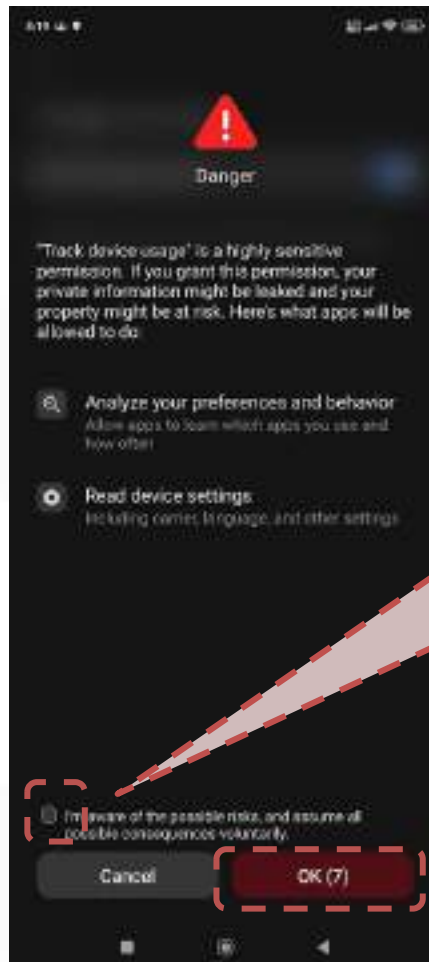 Danger
"Track device usage" is a highly sensitive
permission. If you grant this permission, your
private information might be leaked and your
property might be at risk. Here's what apps will be
allowed to do:
Analyze your preferences and behavior
Allow apps to learn which apps you use and
how often
Read device settings
Including carrier, language, and other settings
I'm aware of the possible risks, and assume all
possible consequences voluntarily.
Cancel
OK (7)